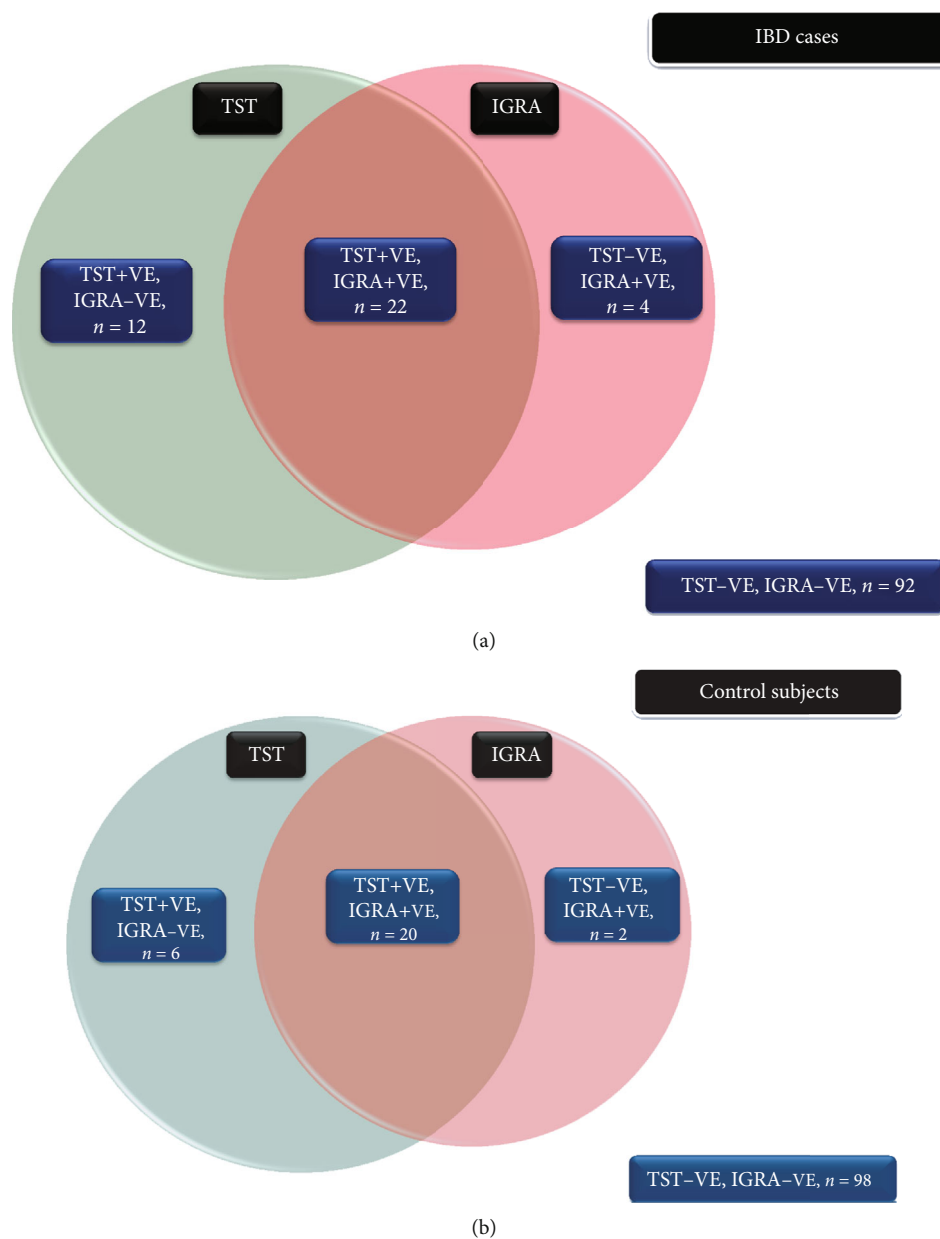 IBD cases
TST
IGRA
TST+VE,
IGRA–VE,
n = 12
TST+VE,
IGRA+VE,
n = 22
TST–VE,
IGRA+VE,
n = 4
TST–VE, IGRA–VE, n = 92
(a)
Control subjects
TST
IGRA
TST+VE,
IGRA–VE,
n = 6
TST+VE,
IGRA+VE,
n = 20
TST–VE,
IGRA+VE,
n = 2
TST–VE, IGRA–VE, n = 98
(b)